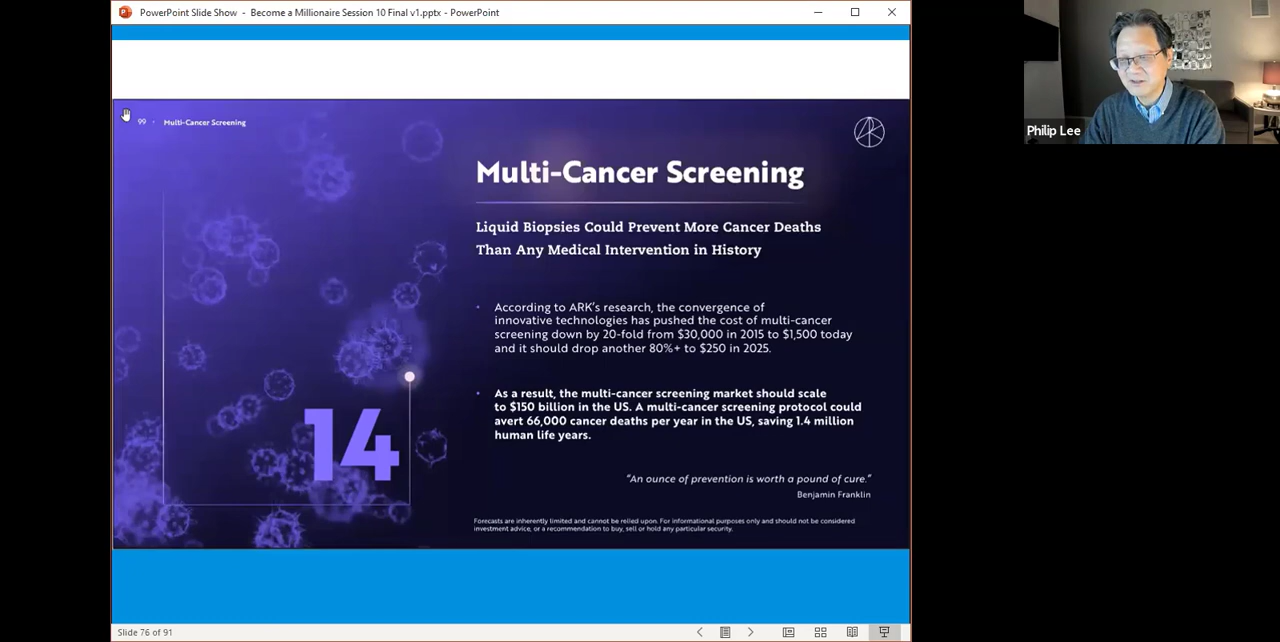 PowerPoint Slide Show - Become a Millionaire Session 10 Final v1.pptx - PowerPoint
99 · Multi-Cancer Screening
Multi-Cancer Screening
Liquid Biopsies Could Prevent More Cancer Deaths
Than Any Medical Intervention in History
• According to ARK's research, the convergence of
innovative technologies has pushed the cost of multi-cancer
screening down by 20-fold from $30,000 in 2015 to $1,500 today
and it should drop another 80%+ to $250 in 2025.
• As a result, the multi-cancer screening market should scale
to $150 billion in the US. A multi-cancer screening protocol could
avert 66,000 cancer deaths per year in the US, saving 1.4 million
human life years.
14
"An ounce of prevention is worth a pound of cure."
Benjamin Franklin
Forecasts are inherently limited and cannot be relied upon. For informational purposes only and should not be considered
investment advice, or a recommendation to buy, sell or hold any particular security.
Slide 76 of 91
Philip Lee